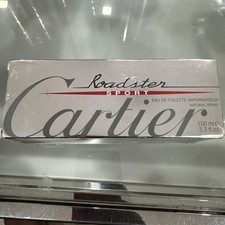 Roadster
SPORT
EAU DE TOILETTE VAPORISATEUR
NATURAL SPRAY
Cartier
100 ml e
3.3 fl.oz.